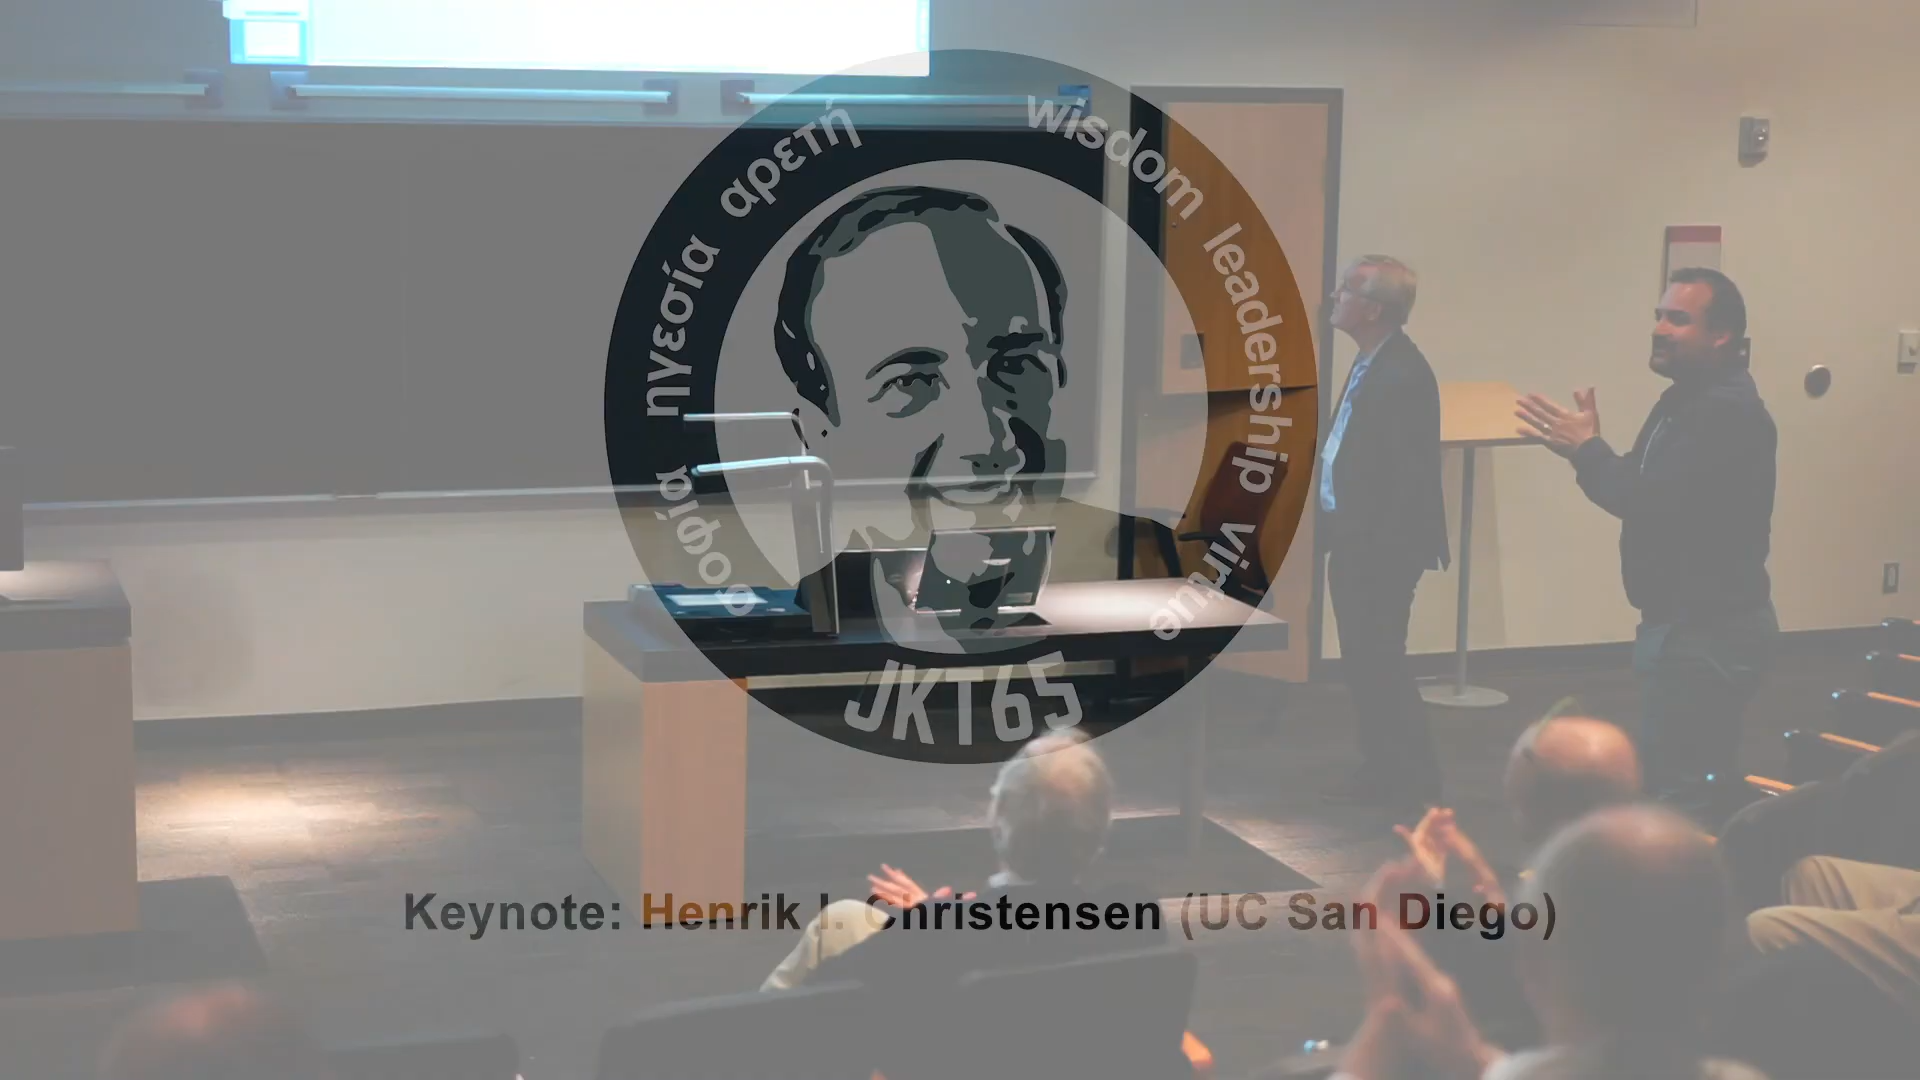 σοφία ηγεσία αρετή
wisdom leadership virtue
JKT65
Keynote: Henrik I. Christensen (UC San Diego)